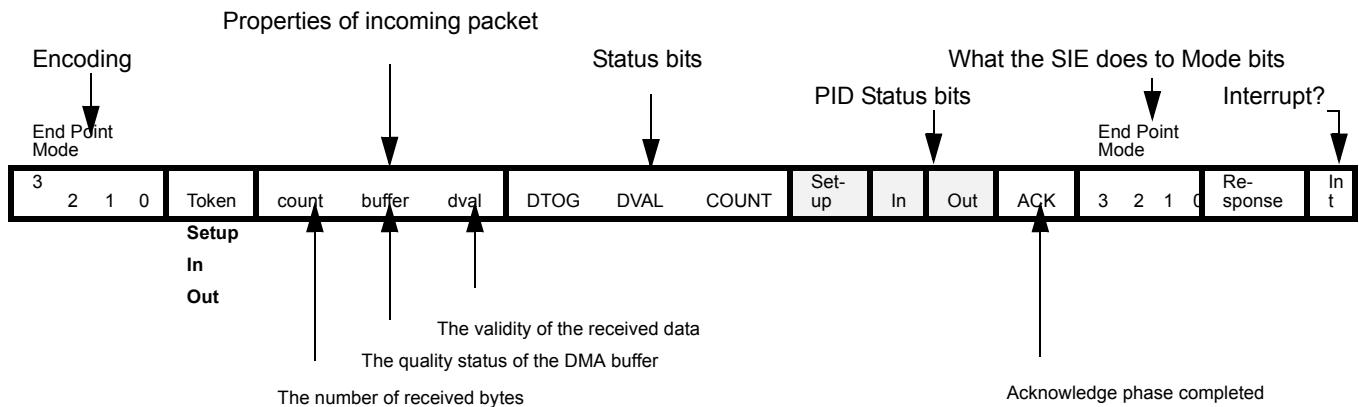 Properties of incoming packet
Encoding
Status bits
What the SIE does to Mode bits
PID Status bits
Interrupt?
End Point
Mode
End Point
Mode
3 2 1 0 Token count buffer dval DTOG DVAL COUNT Set-
up In Out ACK 3 2 1 0 Re-
sponse In
t
Setup
In
Out
The validity of the received data
The quality status of the DMA buffer
The number of received bytes
Acknowledge phase completed